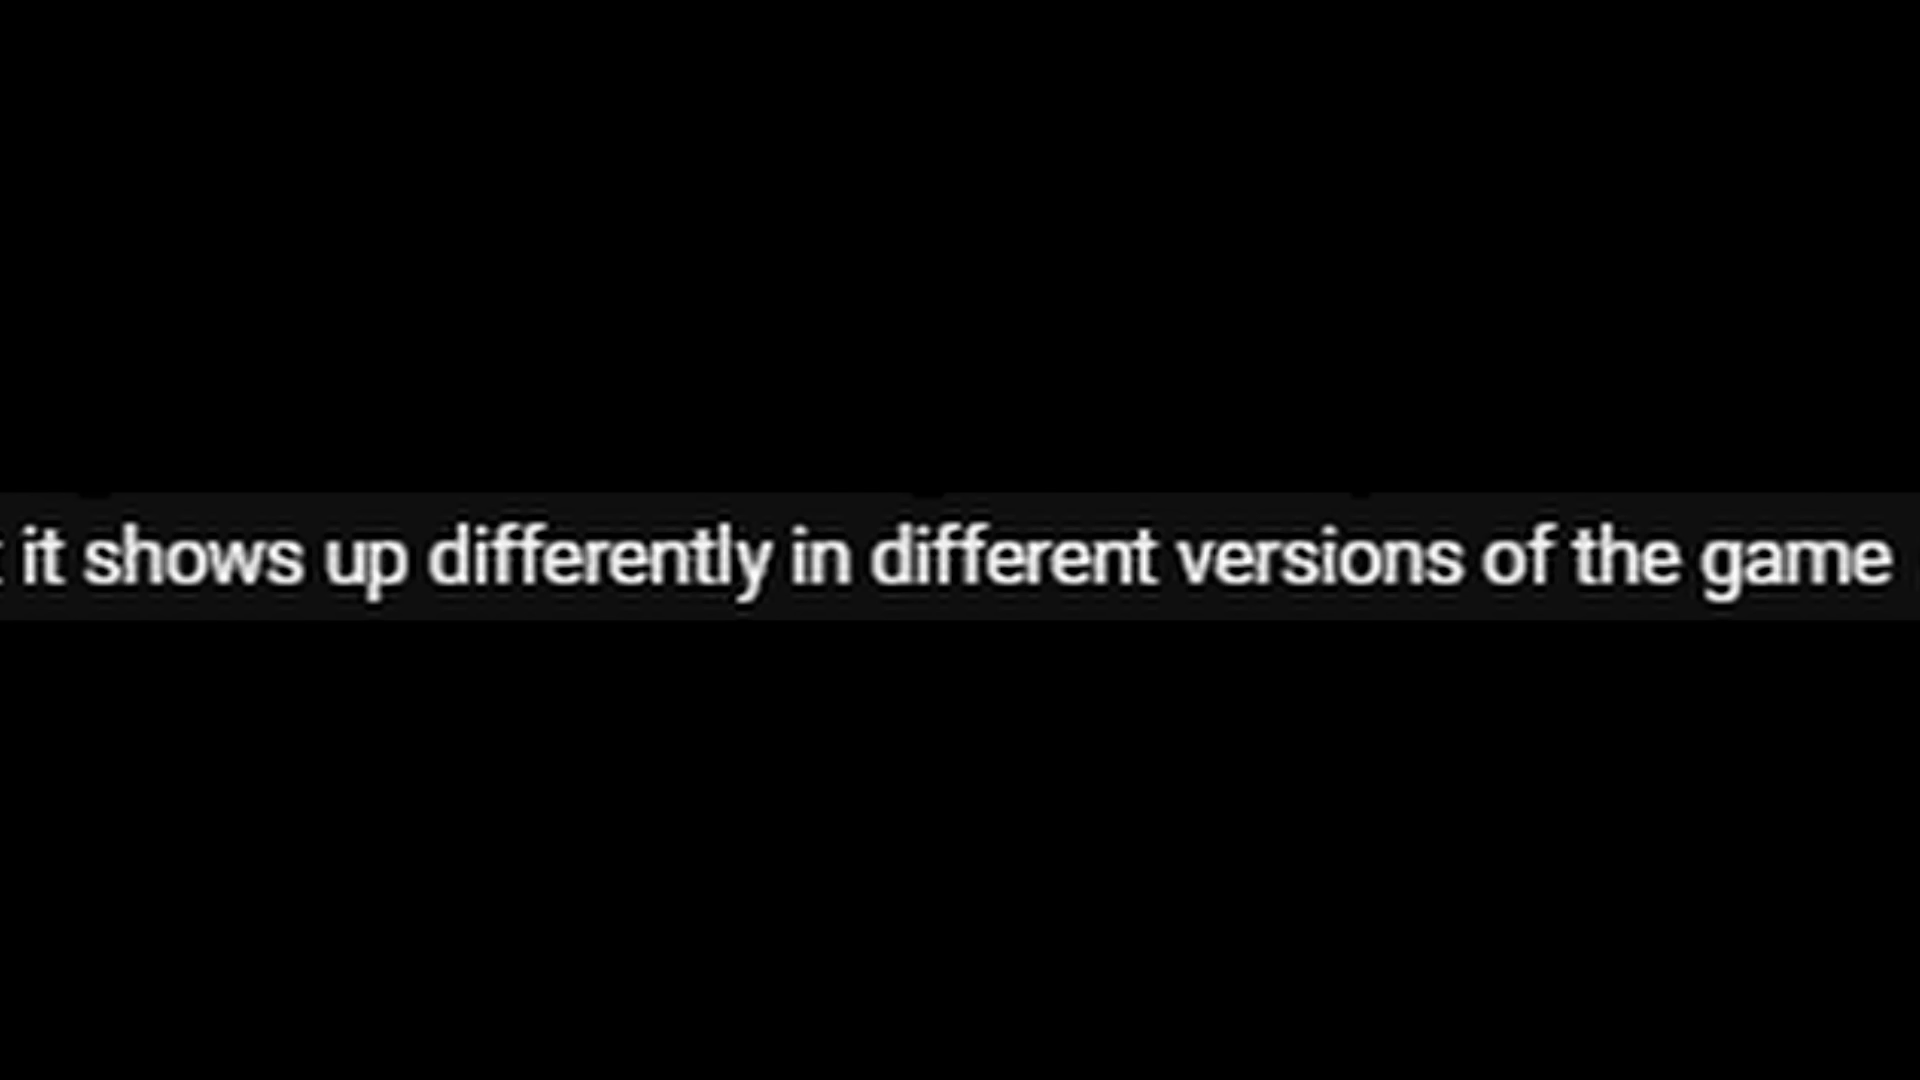 it shows up differently in different versions of the game